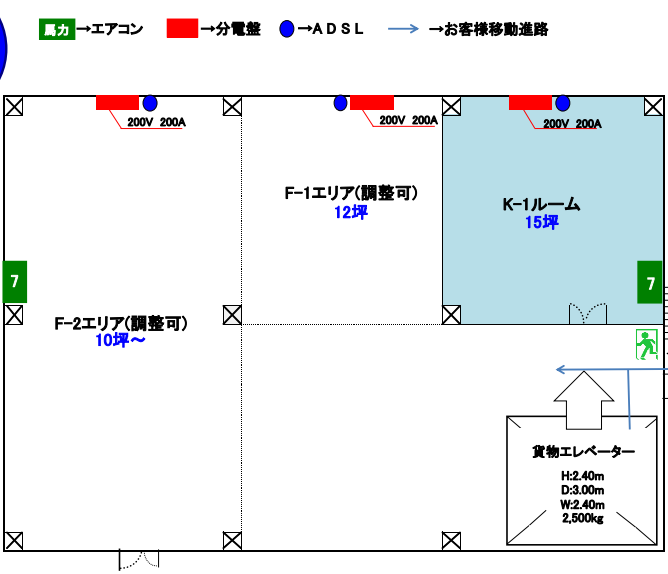 馬力 →エアコン →分電盤 →ADSL →お客様移動進路
200V 200A
200V 200A
200V 200A
F-1エリア(調整可)
12坪
K-1ルーム
15坪
7
7
F-2エリア(調整可)
10坪～
貨物エレベーター
H:2.40m
D:3.00m
W:2.40m
2,500kg